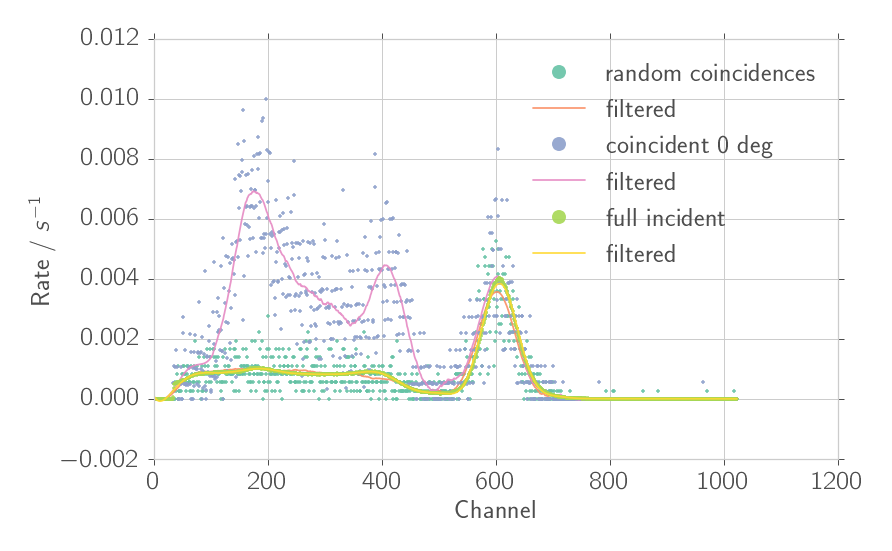 0.012
0.010
0.008
0.006
0.004
0.002
0.000
−0.002
Rate / s⁻¹
random coincidences
filtered
coincident 0 deg
filtered
full incident
filtered
0 200 400 600 800 1000 1200
Channel